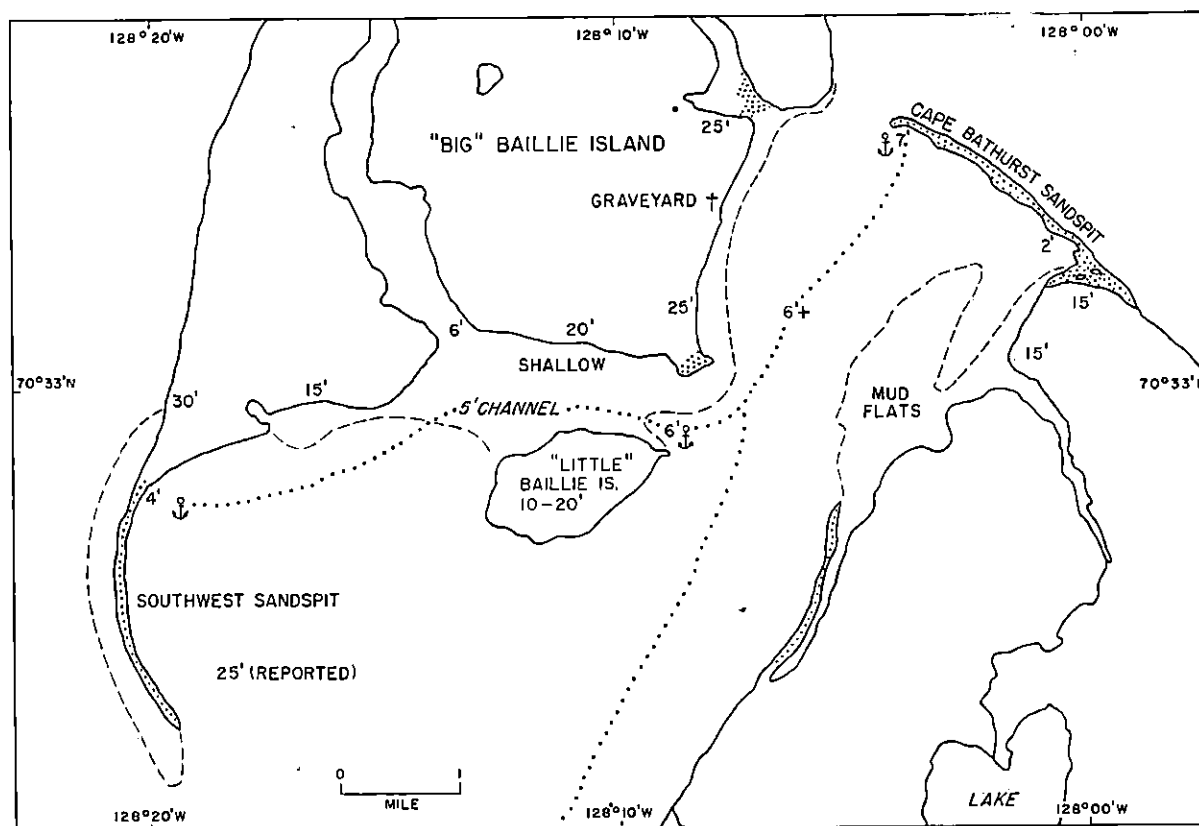 128°20'W
128°10'W
128°00'W
CAPE BATHURST SANDSPIT
25'
7'
"BIG" BAILLIE ISLAND
GRAVEYARD
2'
15'
25'
6'
6'
20'
15'
SHALLOW
70°33'N
70°33'N
30'
15'
5' CHANNEL
MUD
FLATS
6'
"LITTLE"
BAILLIE IS.
10-20'
4'
SOUTHWEST SANDSPIT
25' (REPORTED)
0 1
MILE
LAKE
128°20'W
128°10'W
128°00'W